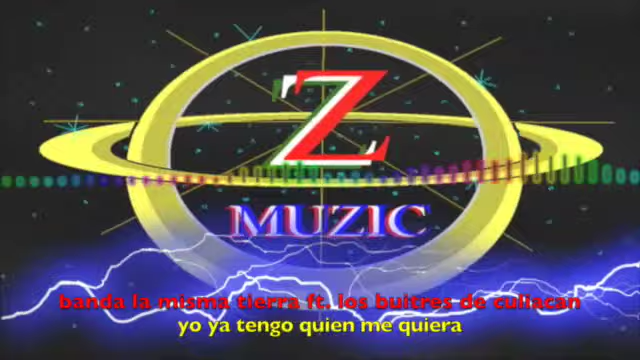 Z
MUZIC
banda la misma tierra ft. los buitres de culiacan
yo ya tengo quien me quiera